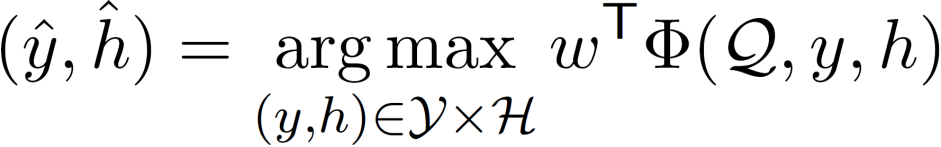 (ŷ, ĥ) = arg max w⊤Φ(𝒬, y, h)
(y,h)∈𝒴×ℋ